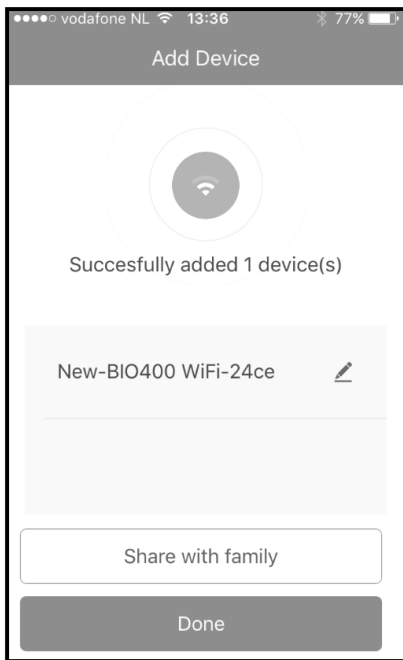 vodafone NL 13:36 77%
Add Device
Succesfully added 1 device(s)
New-BIO400 WiFi-24ce
Share with family
Done